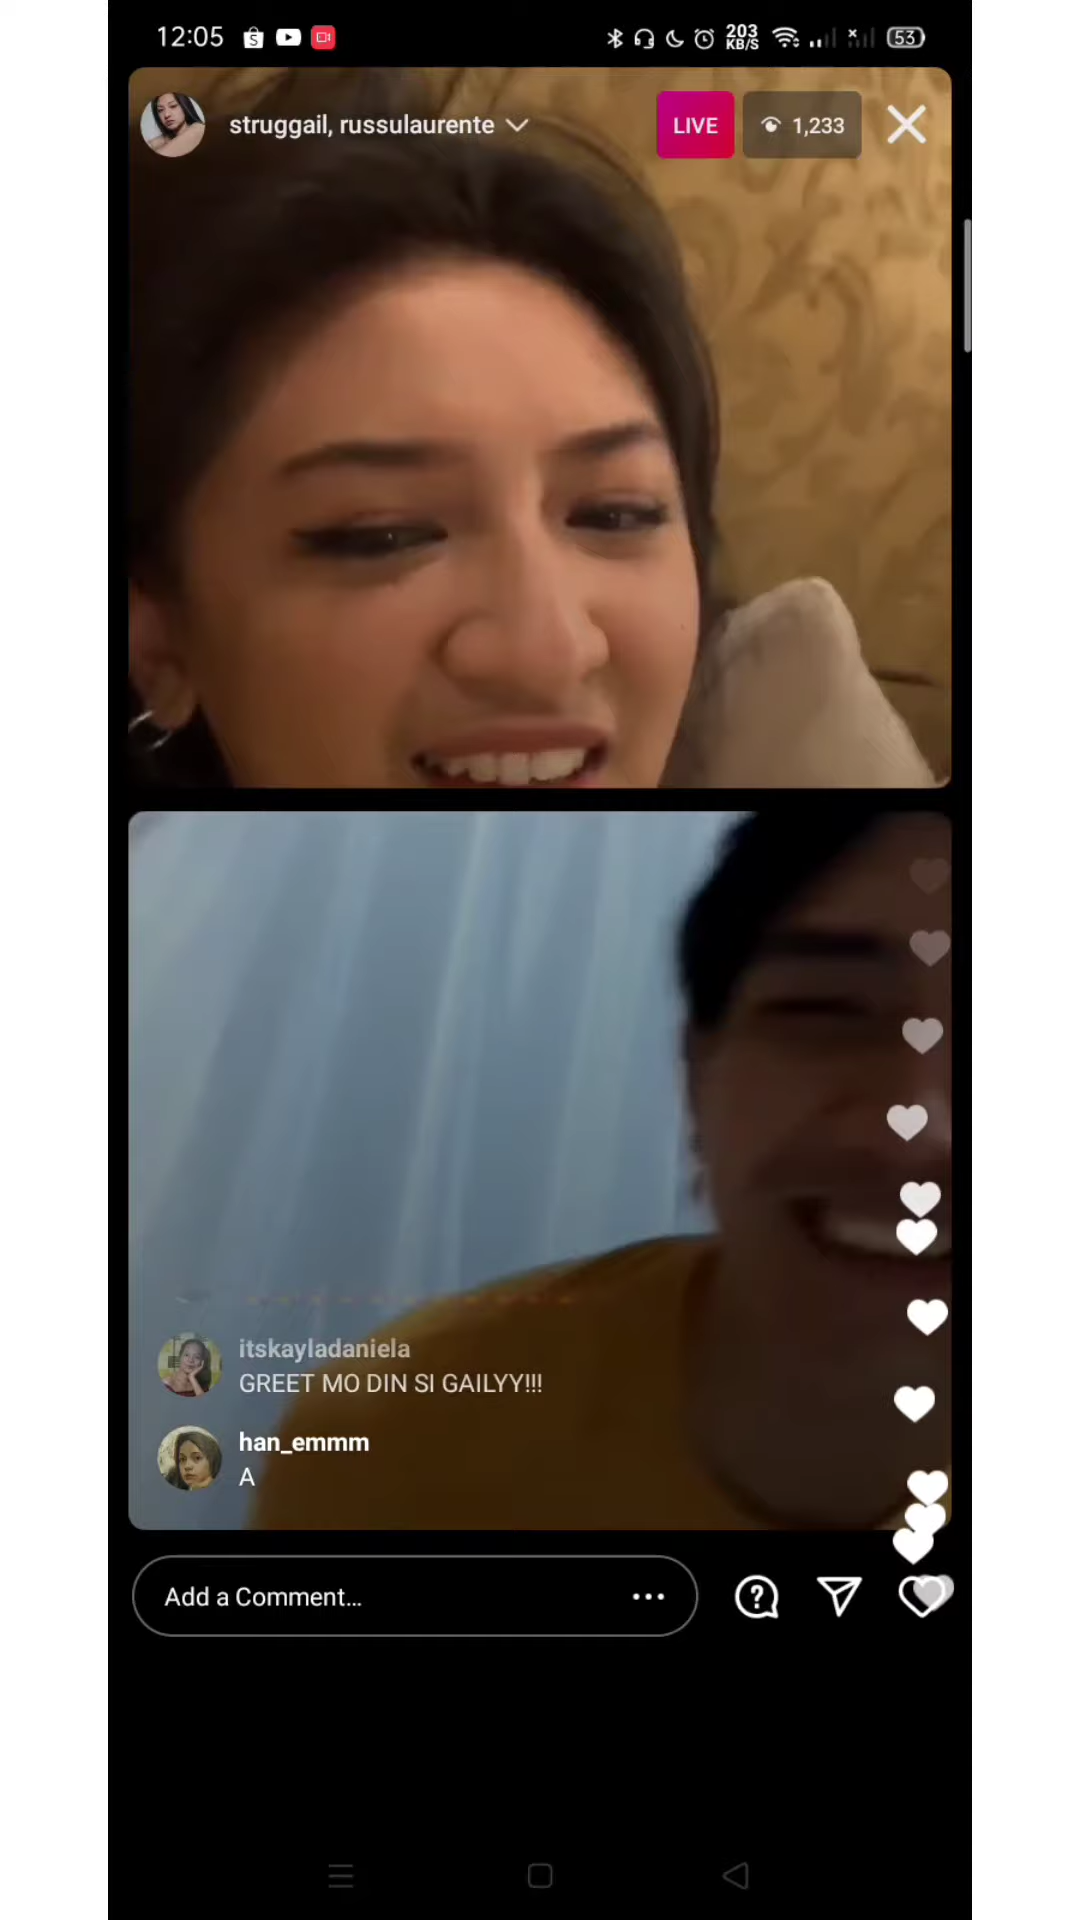 12:05
203
KB/S
53
struggail, russulaurente
LIVE
1,233
itskayladaniela
GREET MO DIN SI GAILYY!!!
han_emmm
A
Add a Comment...